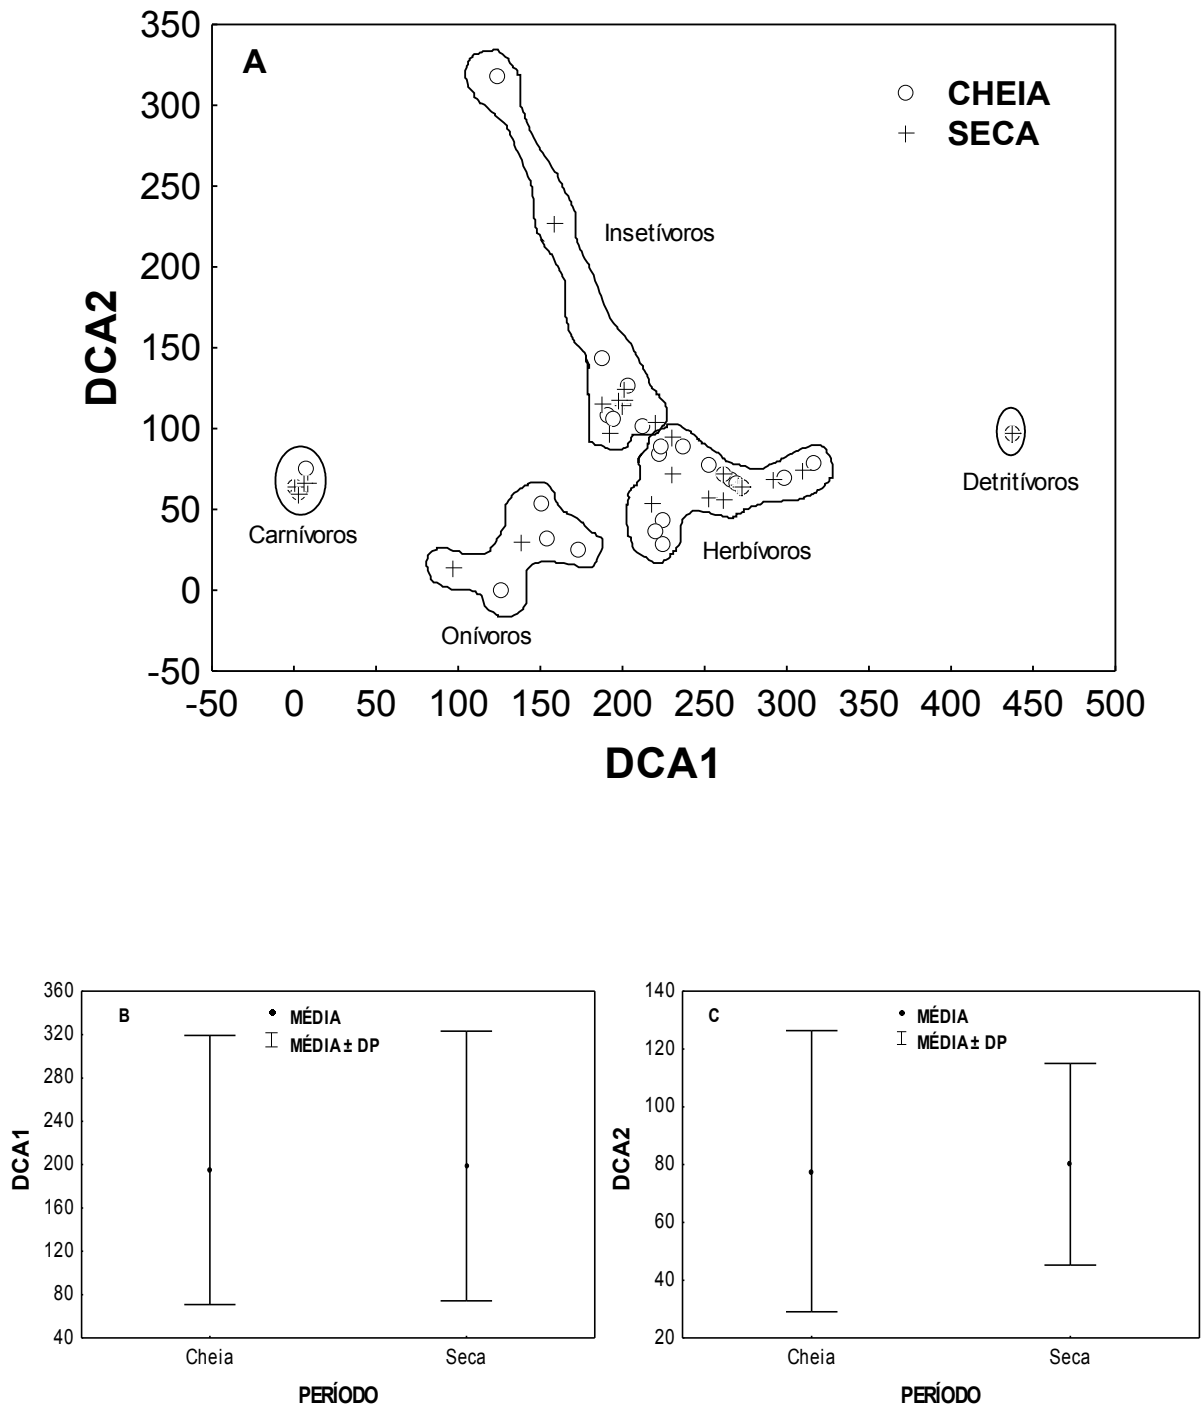 A
CHEIA
SECA
350
300
250
200
150
100
50
0
-50
DCA2
Insetívoros
Carnívoros
Onívoros
Herbívoros
Detritívoros
-50 0 50 100 150 200 250 300 350 400 450 500
DCA1
B
MÉDIA
MÉDIA ± DP
360
320
280
240
200
160
120
80
40
DCA1
Cheia Seca
PERÍODO
C
MÉDIA
MÉDIA ± DP
140
120
100
80
60
40
20
DCA2
Cheia Seca
PERÍODO